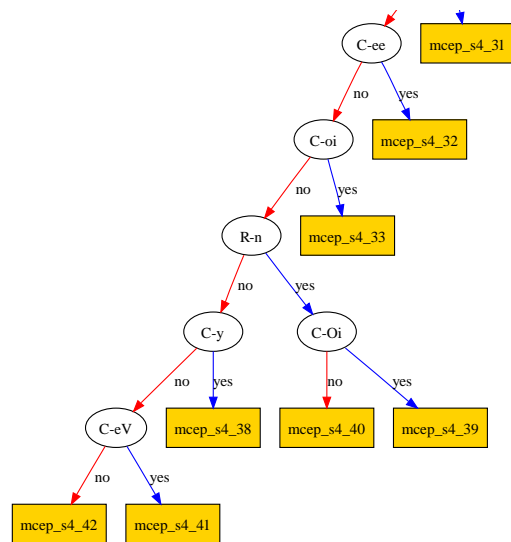 C-ee
mcep_s4_31
no
yes
C-oi
mcep_s4_32
no
yes
R-n
mcep_s4_33
no
yes
C-y
C-Oi
no
yes
no
yes
C-eV
mcep_s4_38
mcep_s4_40
mcep_s4_39
no
yes
mcep_s4_42
mcep_s4_41